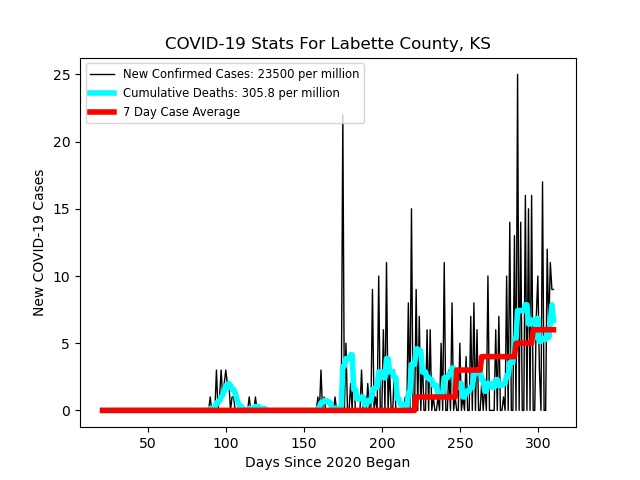 COVID-19 Stats For Labette County, KS
New Confirmed Cases: 23500 per million
Cumulative Deaths: 305.8 per million
7 Day Case Average
New COVID-19 Cases
25
20
15
10
5
0
50 100 150 200 250 300
Days Since 2020 Began